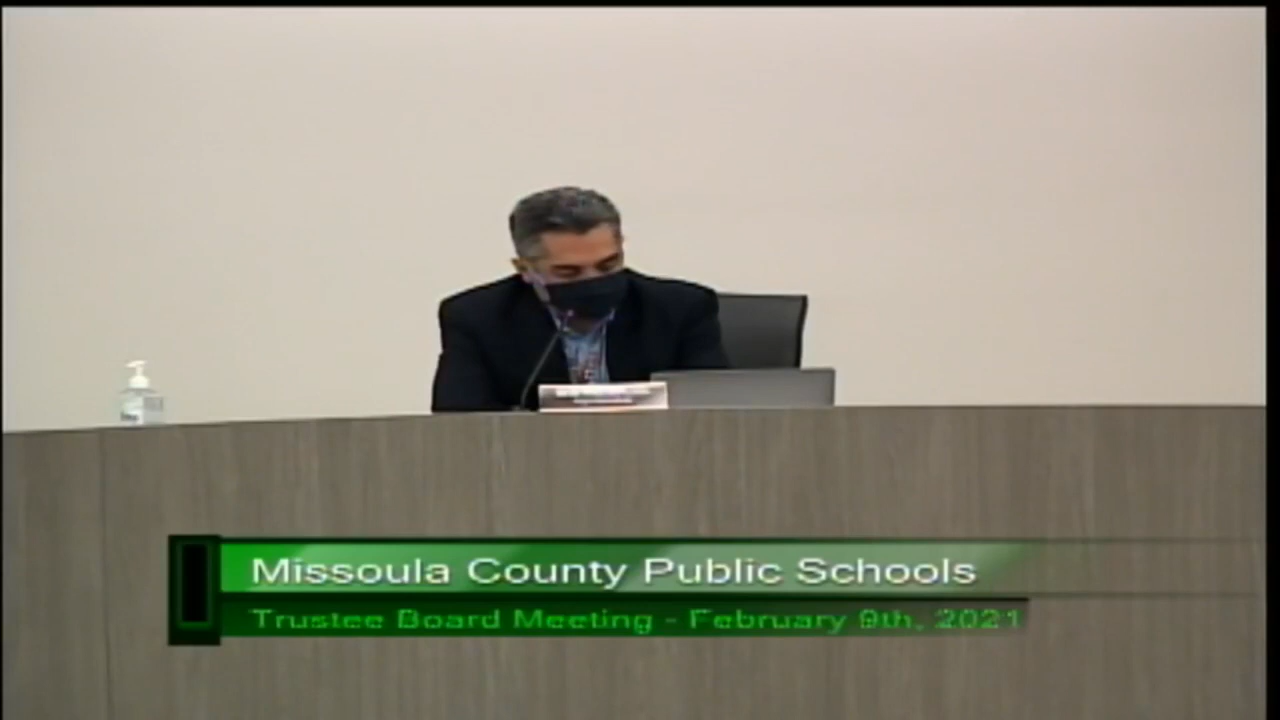 Missoula County Public Schools
Trustee Board Meeting - February 9th, 2021